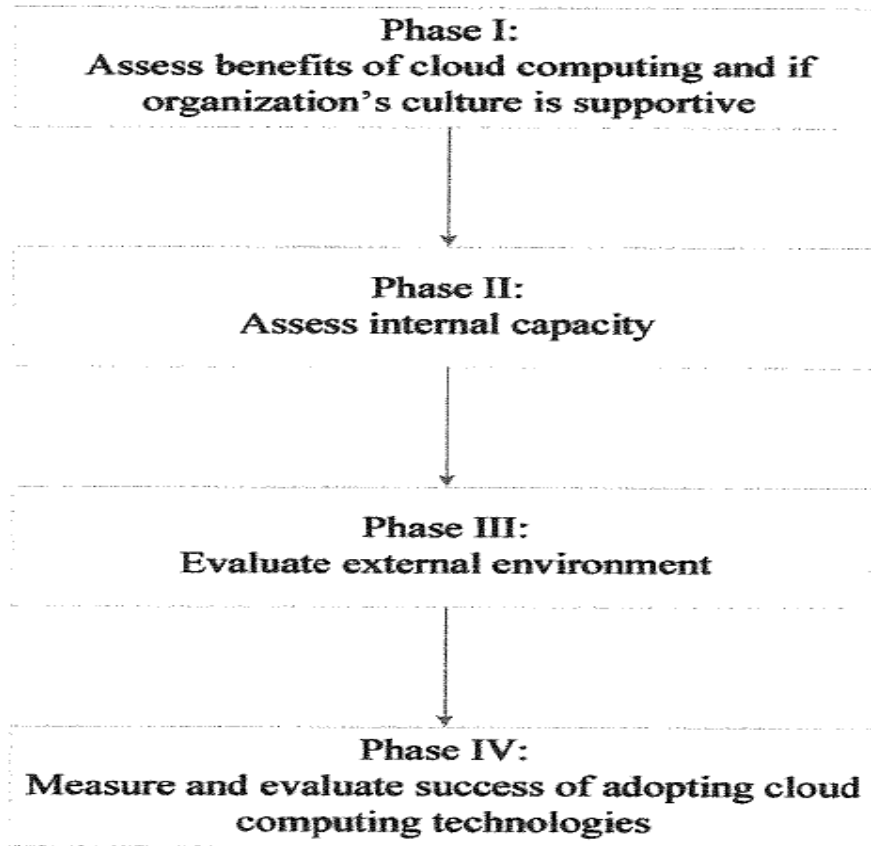 Phase I:
Assess benefits of cloud computing and if
organization's culture is supportive
Phase II:
Assess internal capacity
Phase III:
Evaluate external environment
Phase IV:
Measure and evaluate success of adopting cloud
computing technologies